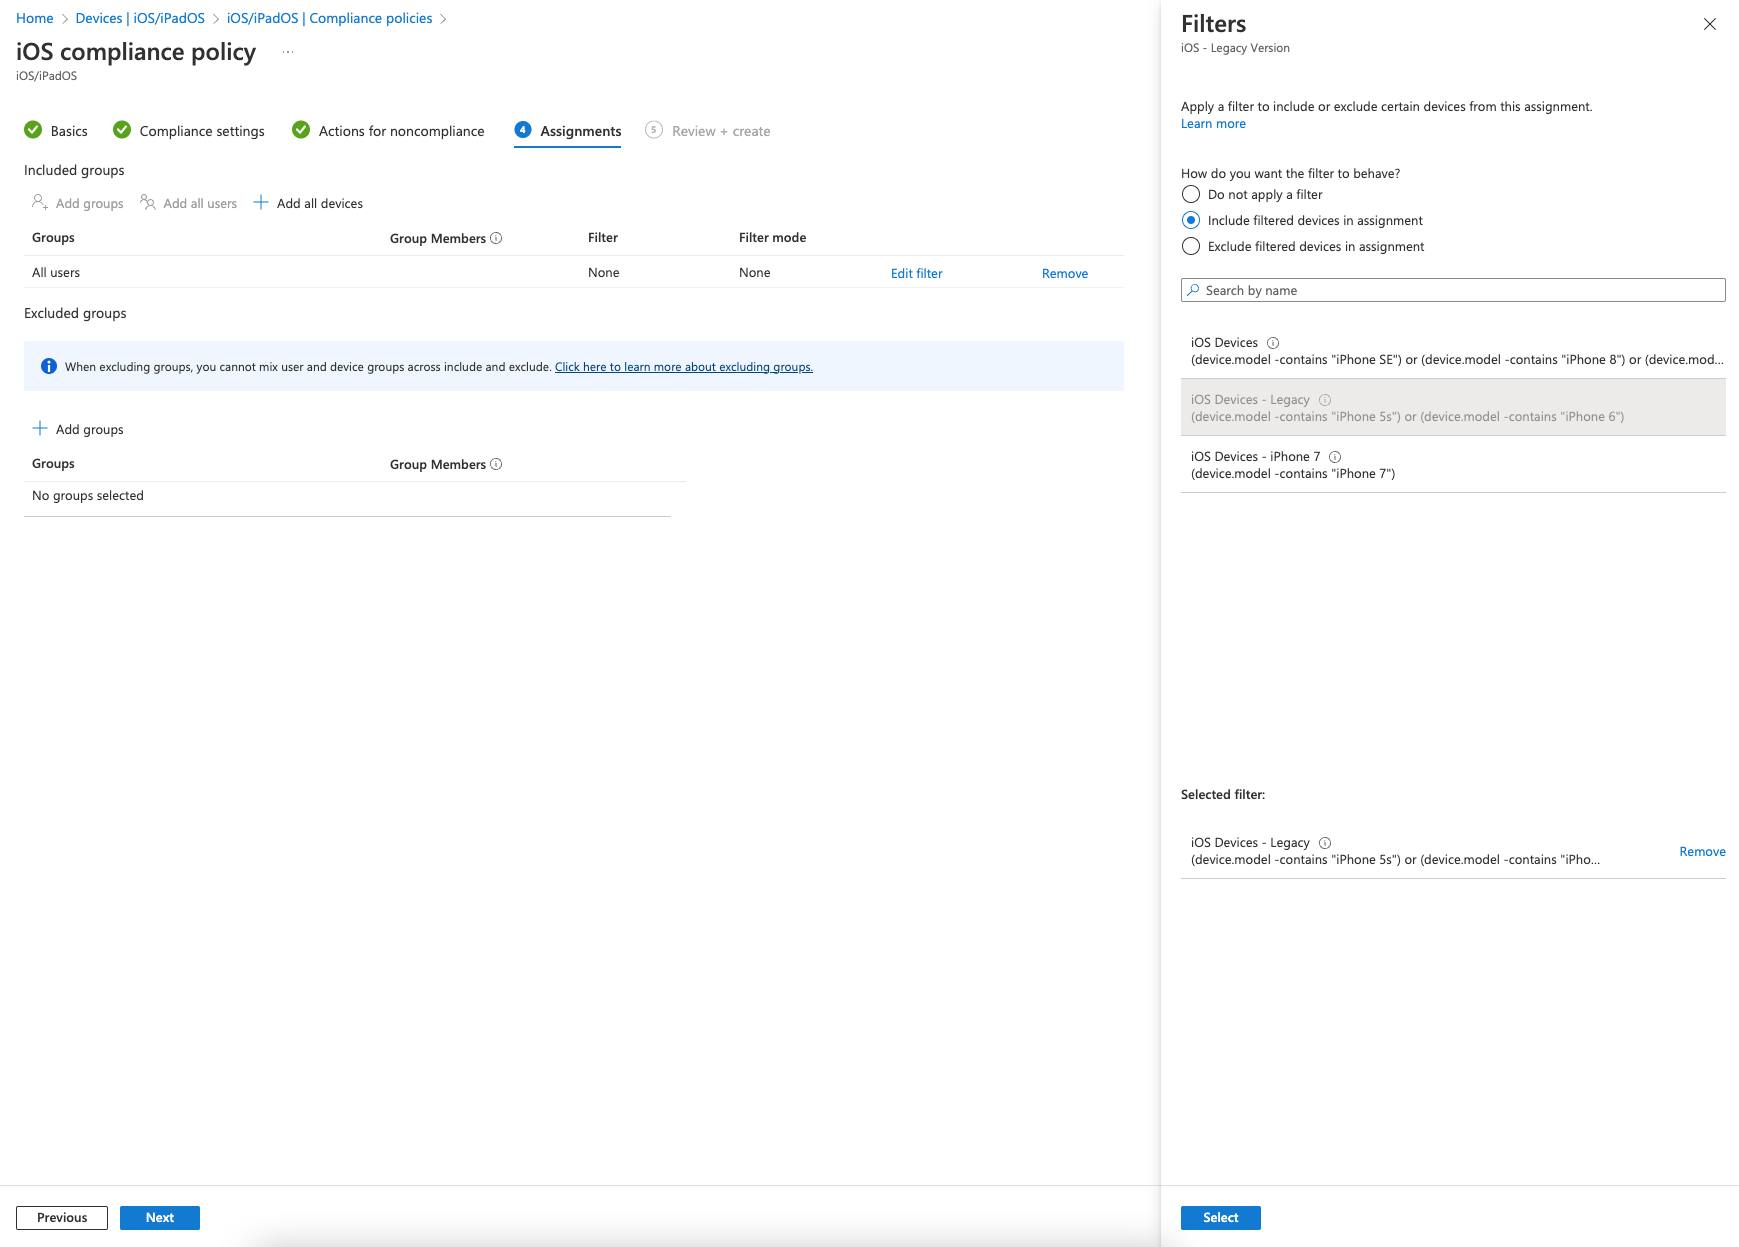 Home > Devices | iOS/iPadOS > iOS/iPadOS | Compliance policies >
iOS compliance policy ...
iOS/iPadOS
Basics
Compliance settings
Actions for noncompliance
4 Assignments
5 Review + create
Included groups
Add groups Add all users + Add all devices
Groups Group Members Filter Filter mode
All users None None Edit filter Remove
Excluded groups
When excluding groups, you cannot mix user and device groups across include and exclude. Click here to learn more about excluding groups.
+ Add groups
Groups Group Members
No groups selected
Previous Next
Filters
iOS - Legacy Version
Apply a filter to include or exclude certain devices from this assignment.
Learn more
How do you want the filter to behave?
Do not apply a filter
Include filtered devices in assignment
Exclude filtered devices in assignment
Search by name
iOS Devices
(device.model -contains "iPhone SE") or (device.model -contains "iPhone 8") or (device.mod...
iOS Devices - Legacy
(device.model -contains "iPhone 5s") or (device.model -contains "iPhone 6")
iOS Devices - iPhone 7
(device.model -contains "iPhone 7")
Selected filter:
iOS Devices - Legacy
(device.model -contains "iPhone 5s") or (device.model -contains "iPho...
Remove
Select